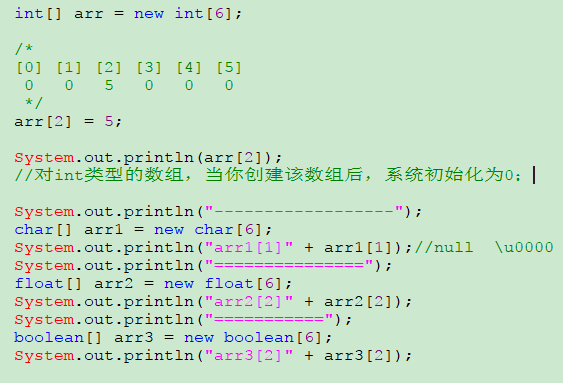 int[] arr = new int[6];
/*
[0] [1] [2] [3] [4] [5]
0 0 5 0 0 0
*/
arr[2] = 5;
System.out.println(arr[2]);
//对int类型的数组，当你创建该数组后，系统初始化为0；
System.out.println("------------------");
char[] arr1 = new char[6];
System.out.println("arr1[1]" + arr1[1]);//null \u0000
System.out.println("===============");
float[] arr2 = new float[6];
System.out.println("arr2[2]" + arr2[2]);
System.out.println("===========");
boolean[] arr3 = new boolean[6];
System.out.println("arr3[2]" + arr3[2]);